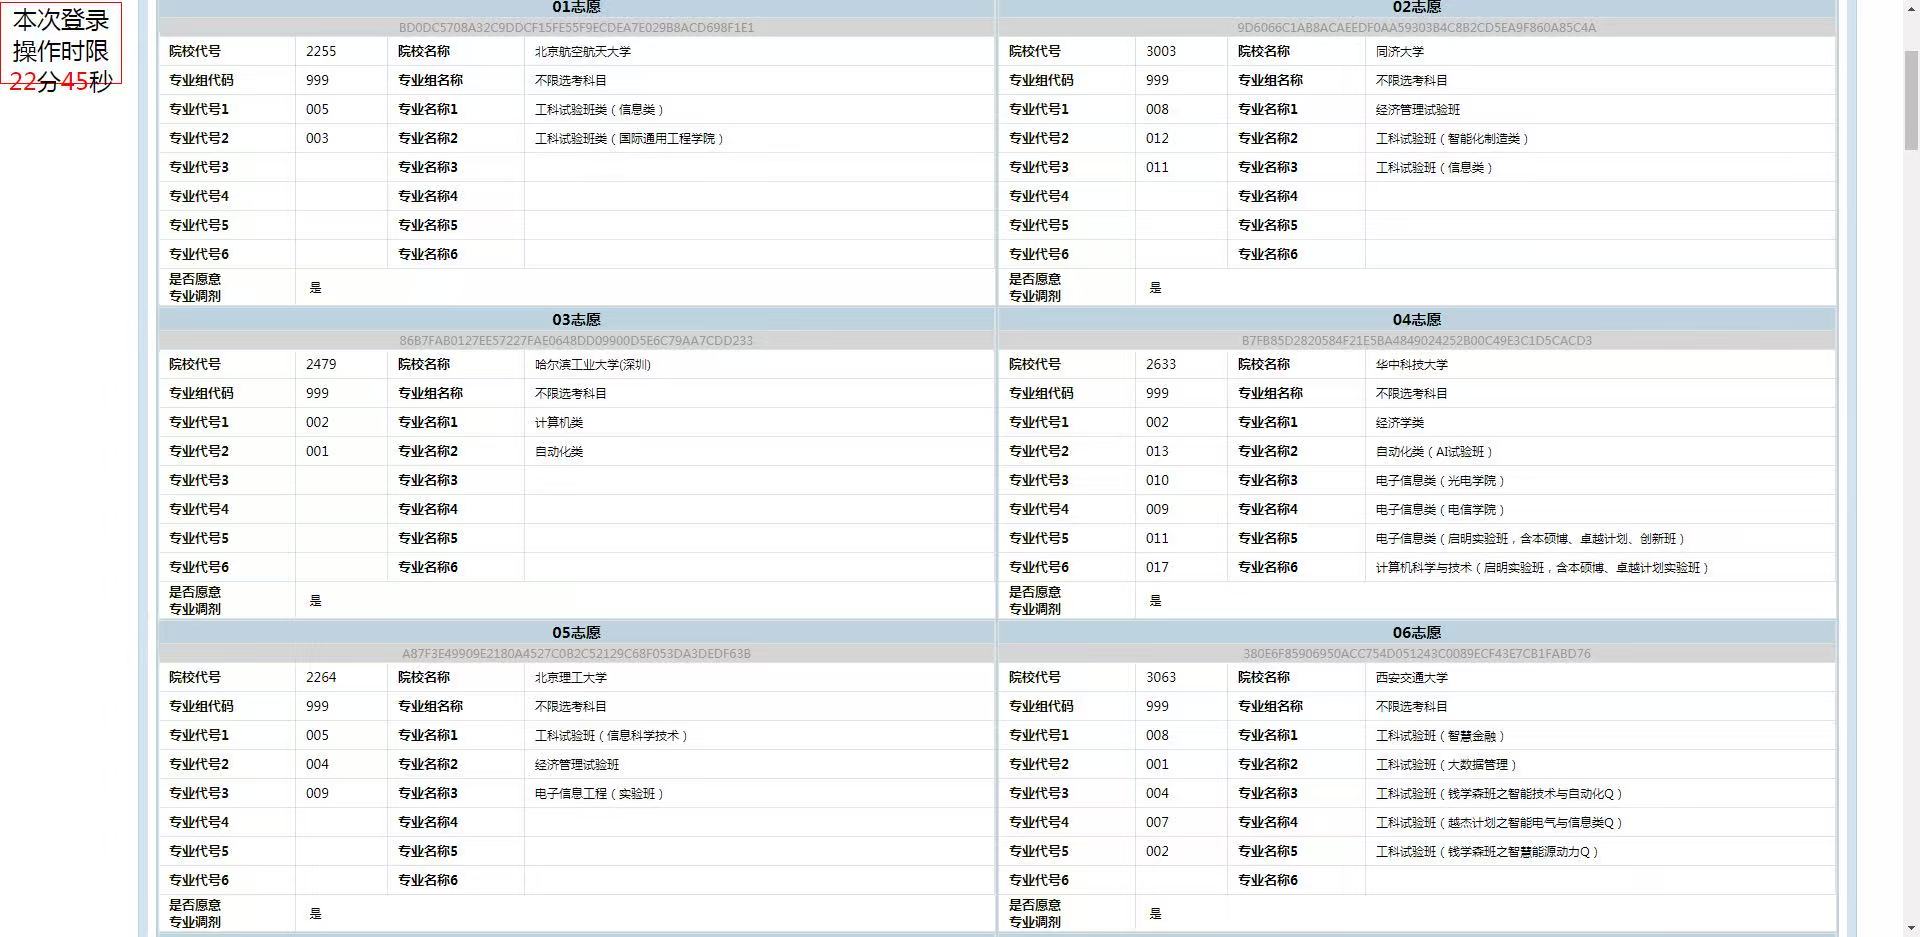 本次登录
操作时限
22分45秒
01志愿
BD0DC5708A32C9DDCF15FE55F9ECDEA7E029B8ACD698F1E1
院校代号 2255 院校名称 北京航空航天大学
专业组代码 999 专业组名称 不限选考科目
专业代号1 005 专业名称1 工科试验班类（信息类）
专业代号2 003 专业名称2 工科试验班类（国际通用工程学院）
专业代号3 专业名称3
专业代号4 专业名称4
专业代号5 专业名称5
专业代号6 专业名称6
是否愿意
专业调剂
是
02志愿
9D6066C1AB8ACAEEDF0AA59303B4C8B2CD5EA9F860A85C4A
院校代号 3003 院校名称 同济大学
专业组代码 999 专业组名称 不限选考科目
专业代号1 008 专业名称1 经济管理试验班
专业代号2 012 专业名称2 工科试验班（智能化制造类）
专业代号3 011 专业名称3 工科试验班（信息类）
专业代号4 专业名称4
专业代号5 专业名称5
专业代号6 专业名称6
是否愿意
专业调剂
是
03志愿
86B7FAB0127EE57227FAE0648DD09900D5E6C79AA7CDD233
院校代号 2479 院校名称 哈尔滨工业大学(深圳)
专业组代码 999 专业组名称 不限选考科目
专业代号1 002 专业名称1 计算机类
专业代号2 001 专业名称2 自动化类
专业代号3 专业名称3
专业代号4 专业名称4
专业代号5 专业名称5
专业代号6 专业名称6
是否愿意
专业调剂
是
04志愿
B7FB85D2820584F21E5BA4849024252B00C49E3C1D5CACD3
院校代号 2633 院校名称 华中科技大学
专业组代码 999 专业组名称 不限选考科目
专业代号1 002 专业名称1 经济学类
专业代号2 013 专业名称2 自动化类（AI试验班）
专业代号3 010 专业名称3 电子信息类（光电学院）
专业代号4 009 专业名称4 电子信息类（电信学院）
专业代号5 011 专业名称5 电子信息类（启明实验班，含本硕博、卓越计划、创新班）
专业代号6 017 专业名称6 计算机科学与技术（启明实验班，含本硕博、卓越计划实验班）
是否愿意
专业调剂
是
05志愿
A87F3E49909E2180A4527C0B2C52129C68F053DA3DEDF63B
院校代号 2264 院校名称 北京理工大学
专业组代码 999 专业组名称 不限选考科目
专业代号1 005 专业名称1 工科试验班（信息科学技术）
专业代号2 004 专业名称2 经济管理试验班
专业代号3 009 专业名称3 电子信息工程（实验班）
专业代号4 专业名称4
专业代号5 专业名称5
专业代号6 专业名称6
是否愿意
专业调剂
是
06志愿
380E6F85906950ACC754D051243C0089ECF43E7CB1FABD76
院校代号 3063 院校名称 西安交通大学
专业组代码 999 专业组名称 不限选考科目
专业代号1 008 专业名称1 工科试验班（智慧金融）
专业代号2 001 专业名称2 工科试验班（大数据管理）
专业代号3 004 专业名称3 工科试验班（钱学森班之智能技术与自动化Q）
专业代号4 007 专业名称4 工科试验班（越杰计划之智能电气与信息类Q）
专业代号5 002 专业名称5 工科试验班（钱学森班之智慧能源动力Q）
专业代号6 专业名称6
是否愿意
专业调剂
是